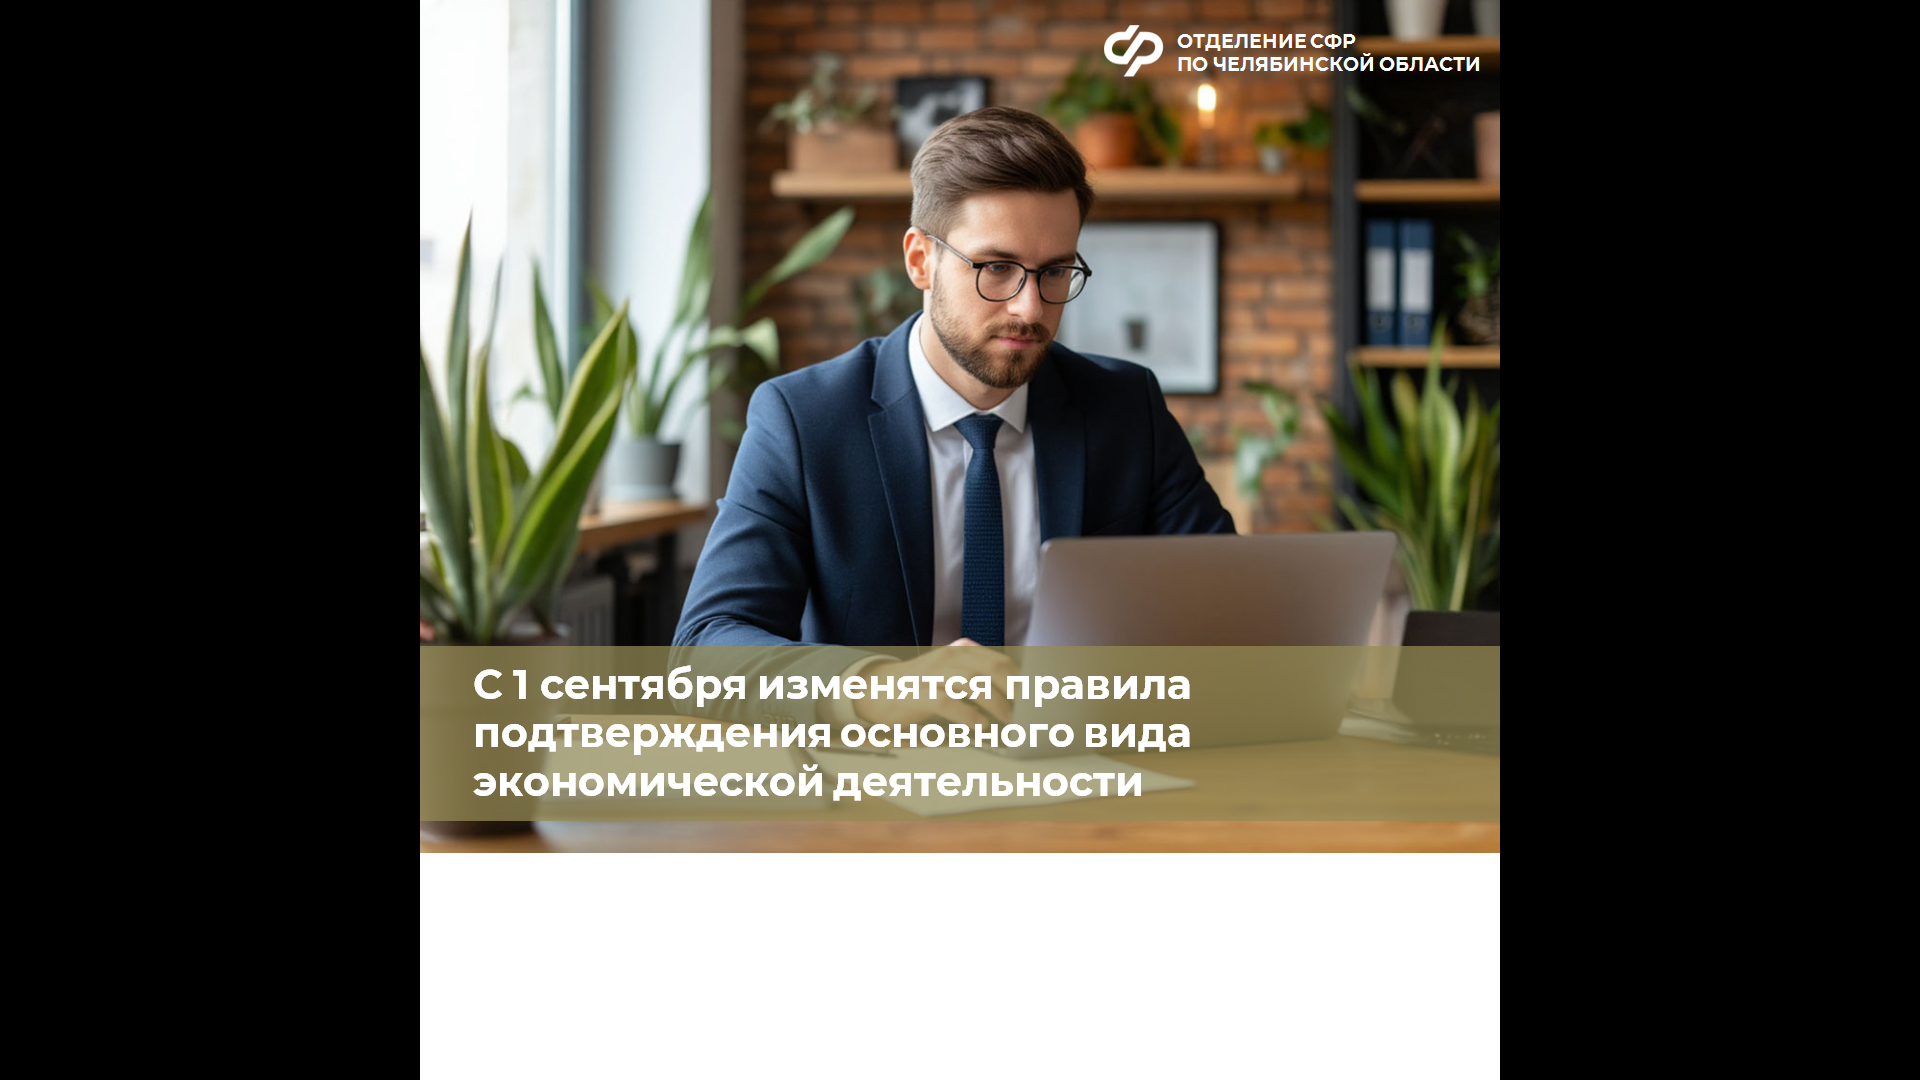 ОТДЕЛЕНИЕ СФР
ПО ЧЕЛЯБИНСКОЙ ОБЛАСТИ
С 1 сентября изменятся правила
подтверждения основного вида
экономической деятельности